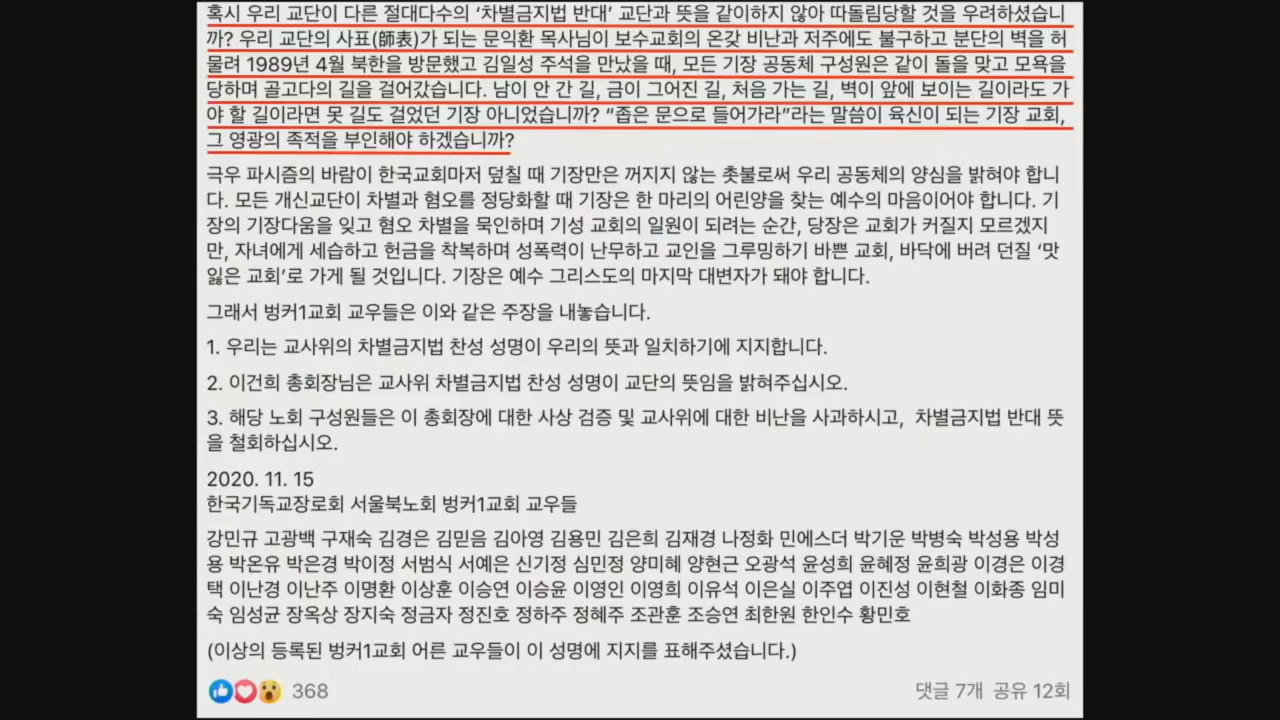 혹시 우리 교단이 다른 절대다수의 ‘차별금지법 반대’ 교단과 뜻을 같이하지 않아 따돌림당할 것을 우려하셨습니
까? 우리 교단의 사표(師表)가 되는 문익환 목사님이 보수교회의 온갖 비난과 저주에도 불구하고 분단의 벽을 허
물려 1989년 4월 북한을 방문했고 김일성 주석을 만났을 때, 모든 기장 공동체 구성원은 같이 돌을 맞고 모욕을
당하며 골고다의 길을 걸어갔습니다. 남이 안 간 길, 금이 그어진 길, 처음 가는 길, 벽이 앞에 보이는 길이라도 가
야 할 길이라면 못 길도 걸었던 기장 아니었습니까? “좁은 문으로 들어가라”라는 말씀이 육신이 되는 기장 교회,
그 영광의 족적을 부인해야 하겠습니까?
극우 파시즘의 바람이 한국교회마저 덮칠 때 기장만은 꺼지지 않는 촛불로써 우리 공동체의 양심을 밝혀야 합니
다. 모든 개신교단이 차별과 혐오를 정당화할 때 기장은 한 마리의 어린양을 찾는 예수의 마음이어야 합니다. 기
장의 기장다움을 잊고 혐오 차별을 묵인하며 기성 교회의 일원이 되려는 순간, 당장은 교회가 커질지 모르겠지
만, 자녀에게 세습하고 헌금을 착복하며 성폭력이 난무하고 교인을 그루밍하기 바쁜 교회, 바닥에 버려 던질 ‘맛
잃은 교회’로 가게 될 것입니다. 기장은 예수 그리스도의 마지막 대변자가 돼야 합니다.
그래서 벙커1교회 교우들은 이와 같은 주장을 내놓습니다.
1. 우리는 교사위의 차별금지법 찬성 성명이 우리의 뜻과 일치하기에 지지합니다.
2. 이건희 총회장님은 교사위 차별금지법 찬성 성명이 교단의 뜻임을 밝혀주십시오.
3. 해당 노회 구성원들은 이 총회장에 대한 사상 검증 및 교사위에 대한 비난을 사과하시고, 차별금지법 반대 뜻
을 철회하십시오.
2020. 11. 15
한국기독교장로회 서울북노회 벙커1교회 교우들
강민규 고광백 구재숙 김경은 김믿음 김아영 김용민 김은희 김재경 나정화 민에스더 박기운 박병숙 박성용 박성
용 박온유 박은경 박이정 서범식 서예은 신기정 심민정 양미혜 양현근 오광석 윤성희 윤혜정 윤희광 이경은 이경
택 이난경 이난주 이명환 이상훈 이승연 이승윤 이영인 이영희 이유석 이은실 이주엽 이진성 이현철 이화종 임미
숙 임성균 장옥상 장지숙 정금자 정진호 정하주 정혜주 조관훈 조승연 최한원 한인수 황민호
(이상의 등록된 벙커1교회 어른 교우들이 이 성명에 지지를 표해주셨습니다.)
368
댓글 7개 공유 12회